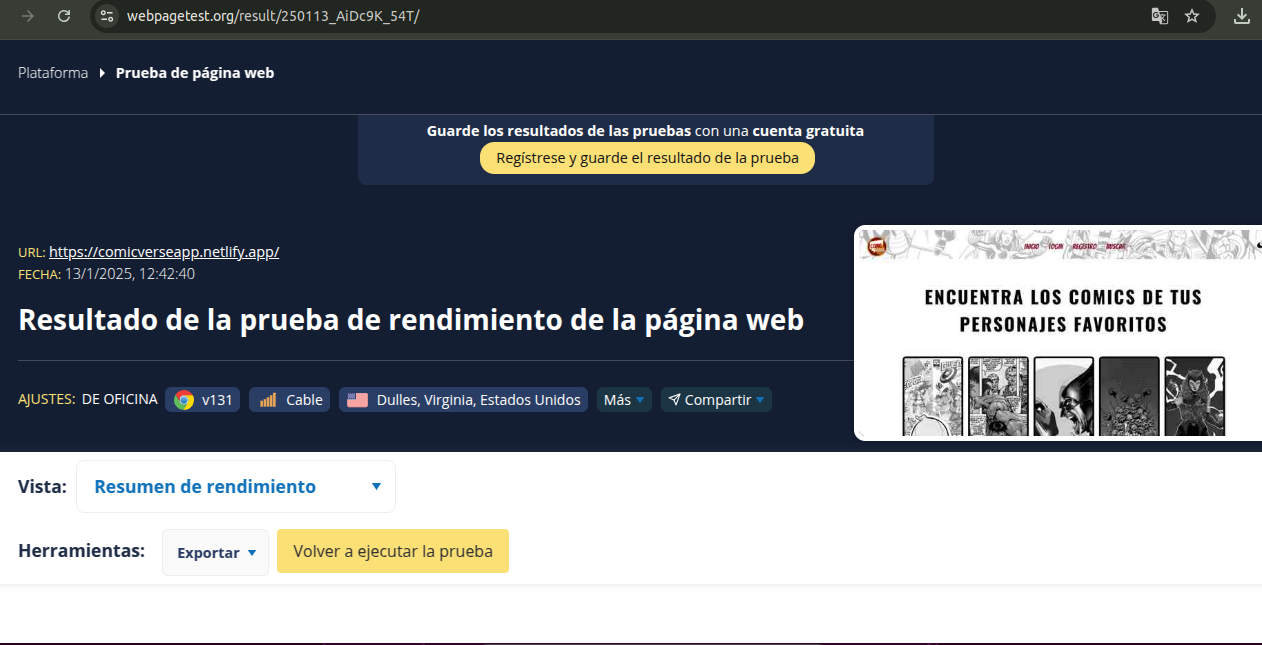 webpagetest.org/result/250113_AiDc9K_54T/
Plataforma Prueba de página web
Guarde los resultados de las pruebas con una cuenta gratuita
Regístrese y guarde el resultado de la prueba
URL: https://comicverseapp.netlify.app/
FECHA: 13/1/2025, 12:42:40
Resultado de la prueba de rendimiento de la página web
AJUSTES: DE OFICINA v131 Cable Dulles, Virginia, Estados Unidos Más Compartir
INICIO LOGIN REGISTRO BUSCAR
ENCUENTRA LOS COMICS DE TUS
PERSONAJES FAVORITOS
Vista: Resumen de rendimiento
Herramientas: Exportar Volver a ejecutar la prueba